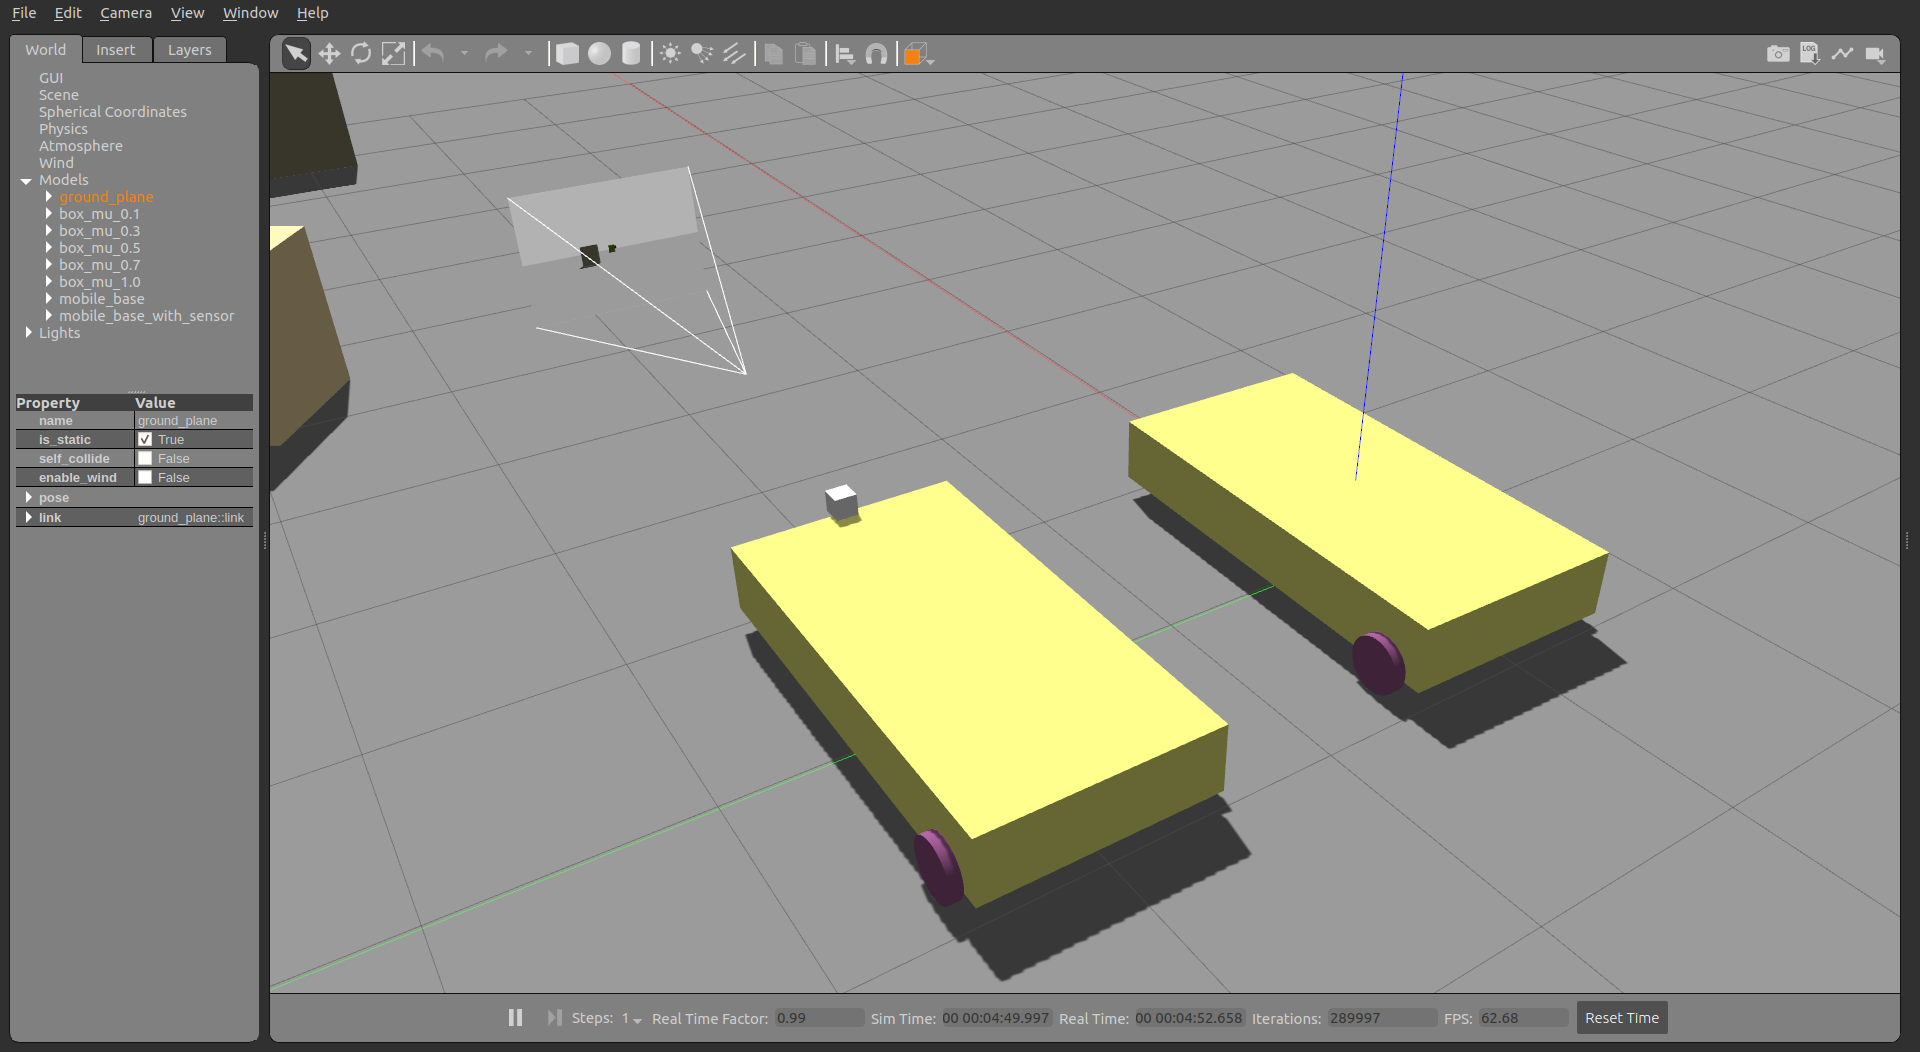 File Edit Camera View Window Help
World Insert Layers
GUI
Scene
Spherical Coordinates
Physics
Atmosphere
Wind
Models
ground_plane
box_mu_0.1
box_mu_0.3
box_mu_0.5
box_mu_0.7
box_mu_1.0
mobile_base
mobile_base_with_sensor
Lights
Property Value
name ground_plane
is_static True
self_collide False
enable_wind False
pose
link ground_plane::link
LOG
Steps: 1 Real Time Factor: 0.99 Sim Time: 00 00:04:49.997 Real Time: 00 00:04:52.658 Iterations: 289997 FPS: 62.68 Reset Time